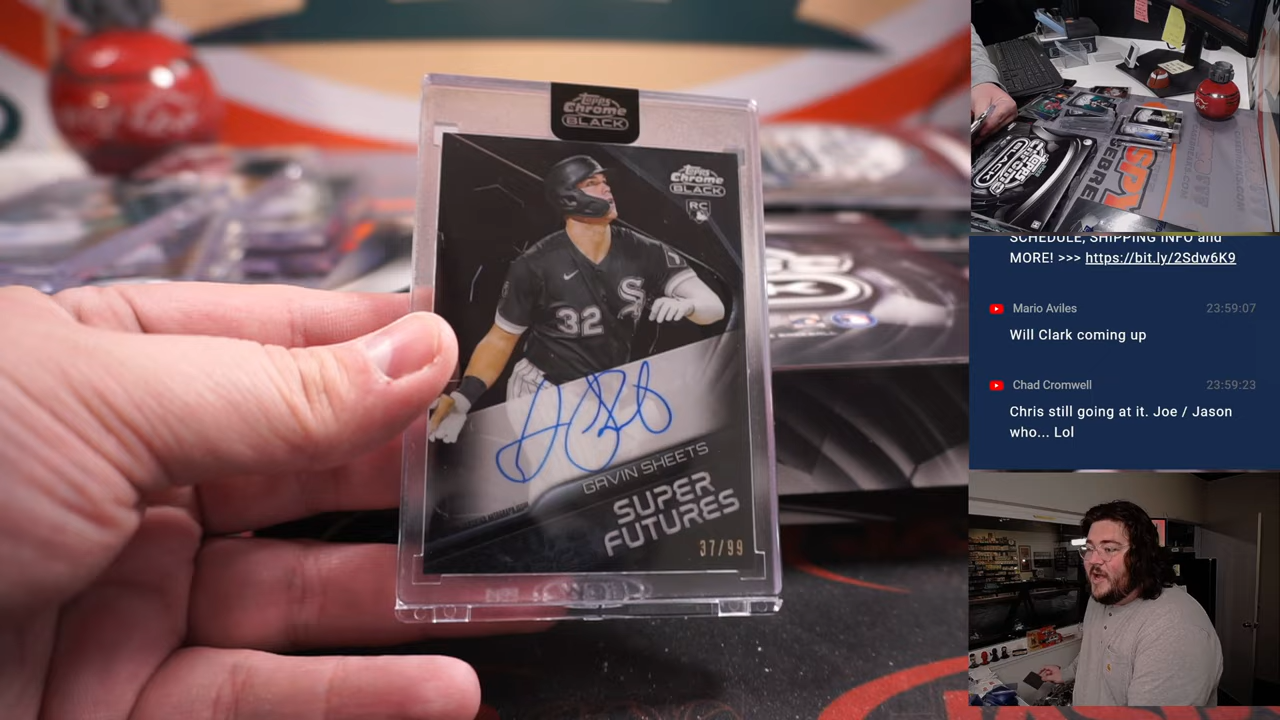 Topps
Chrome
BLACK
Topps
Chrome
BLACK
RC
32
GAVIN SHEETS
SUPER
FUTURES
37/99
SCHEDULE, SHIPPING INFO and
MORE! >>> https://bit.ly/2Sdw6K9
Mario Aviles 23:59:07
Will Clark coming up
Chad Cromwell 23:59:23
Chris still going at it. Joe / Jason
who... Lol